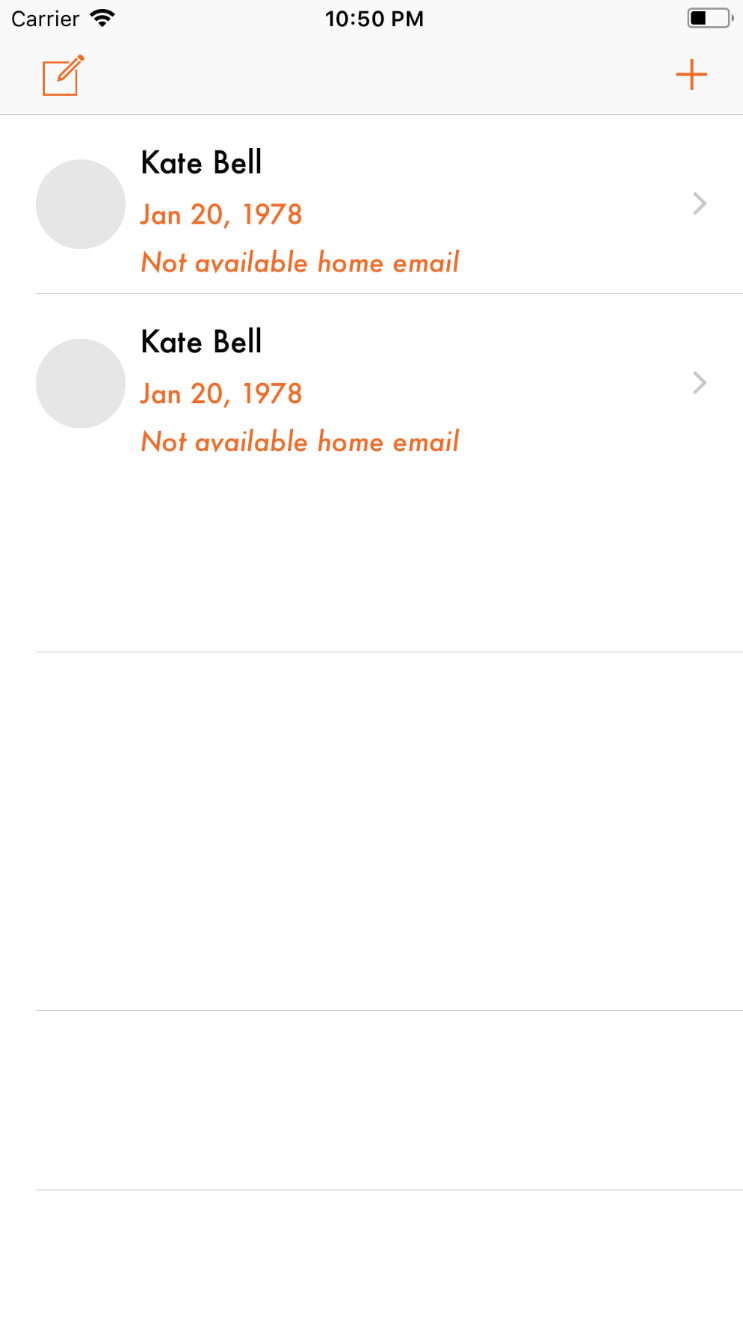 Carrier 10:50 PM
Kate Bell
Jan 20, 1978
Not available home email
Kate Bell
Jan 20, 1978
Not available home email